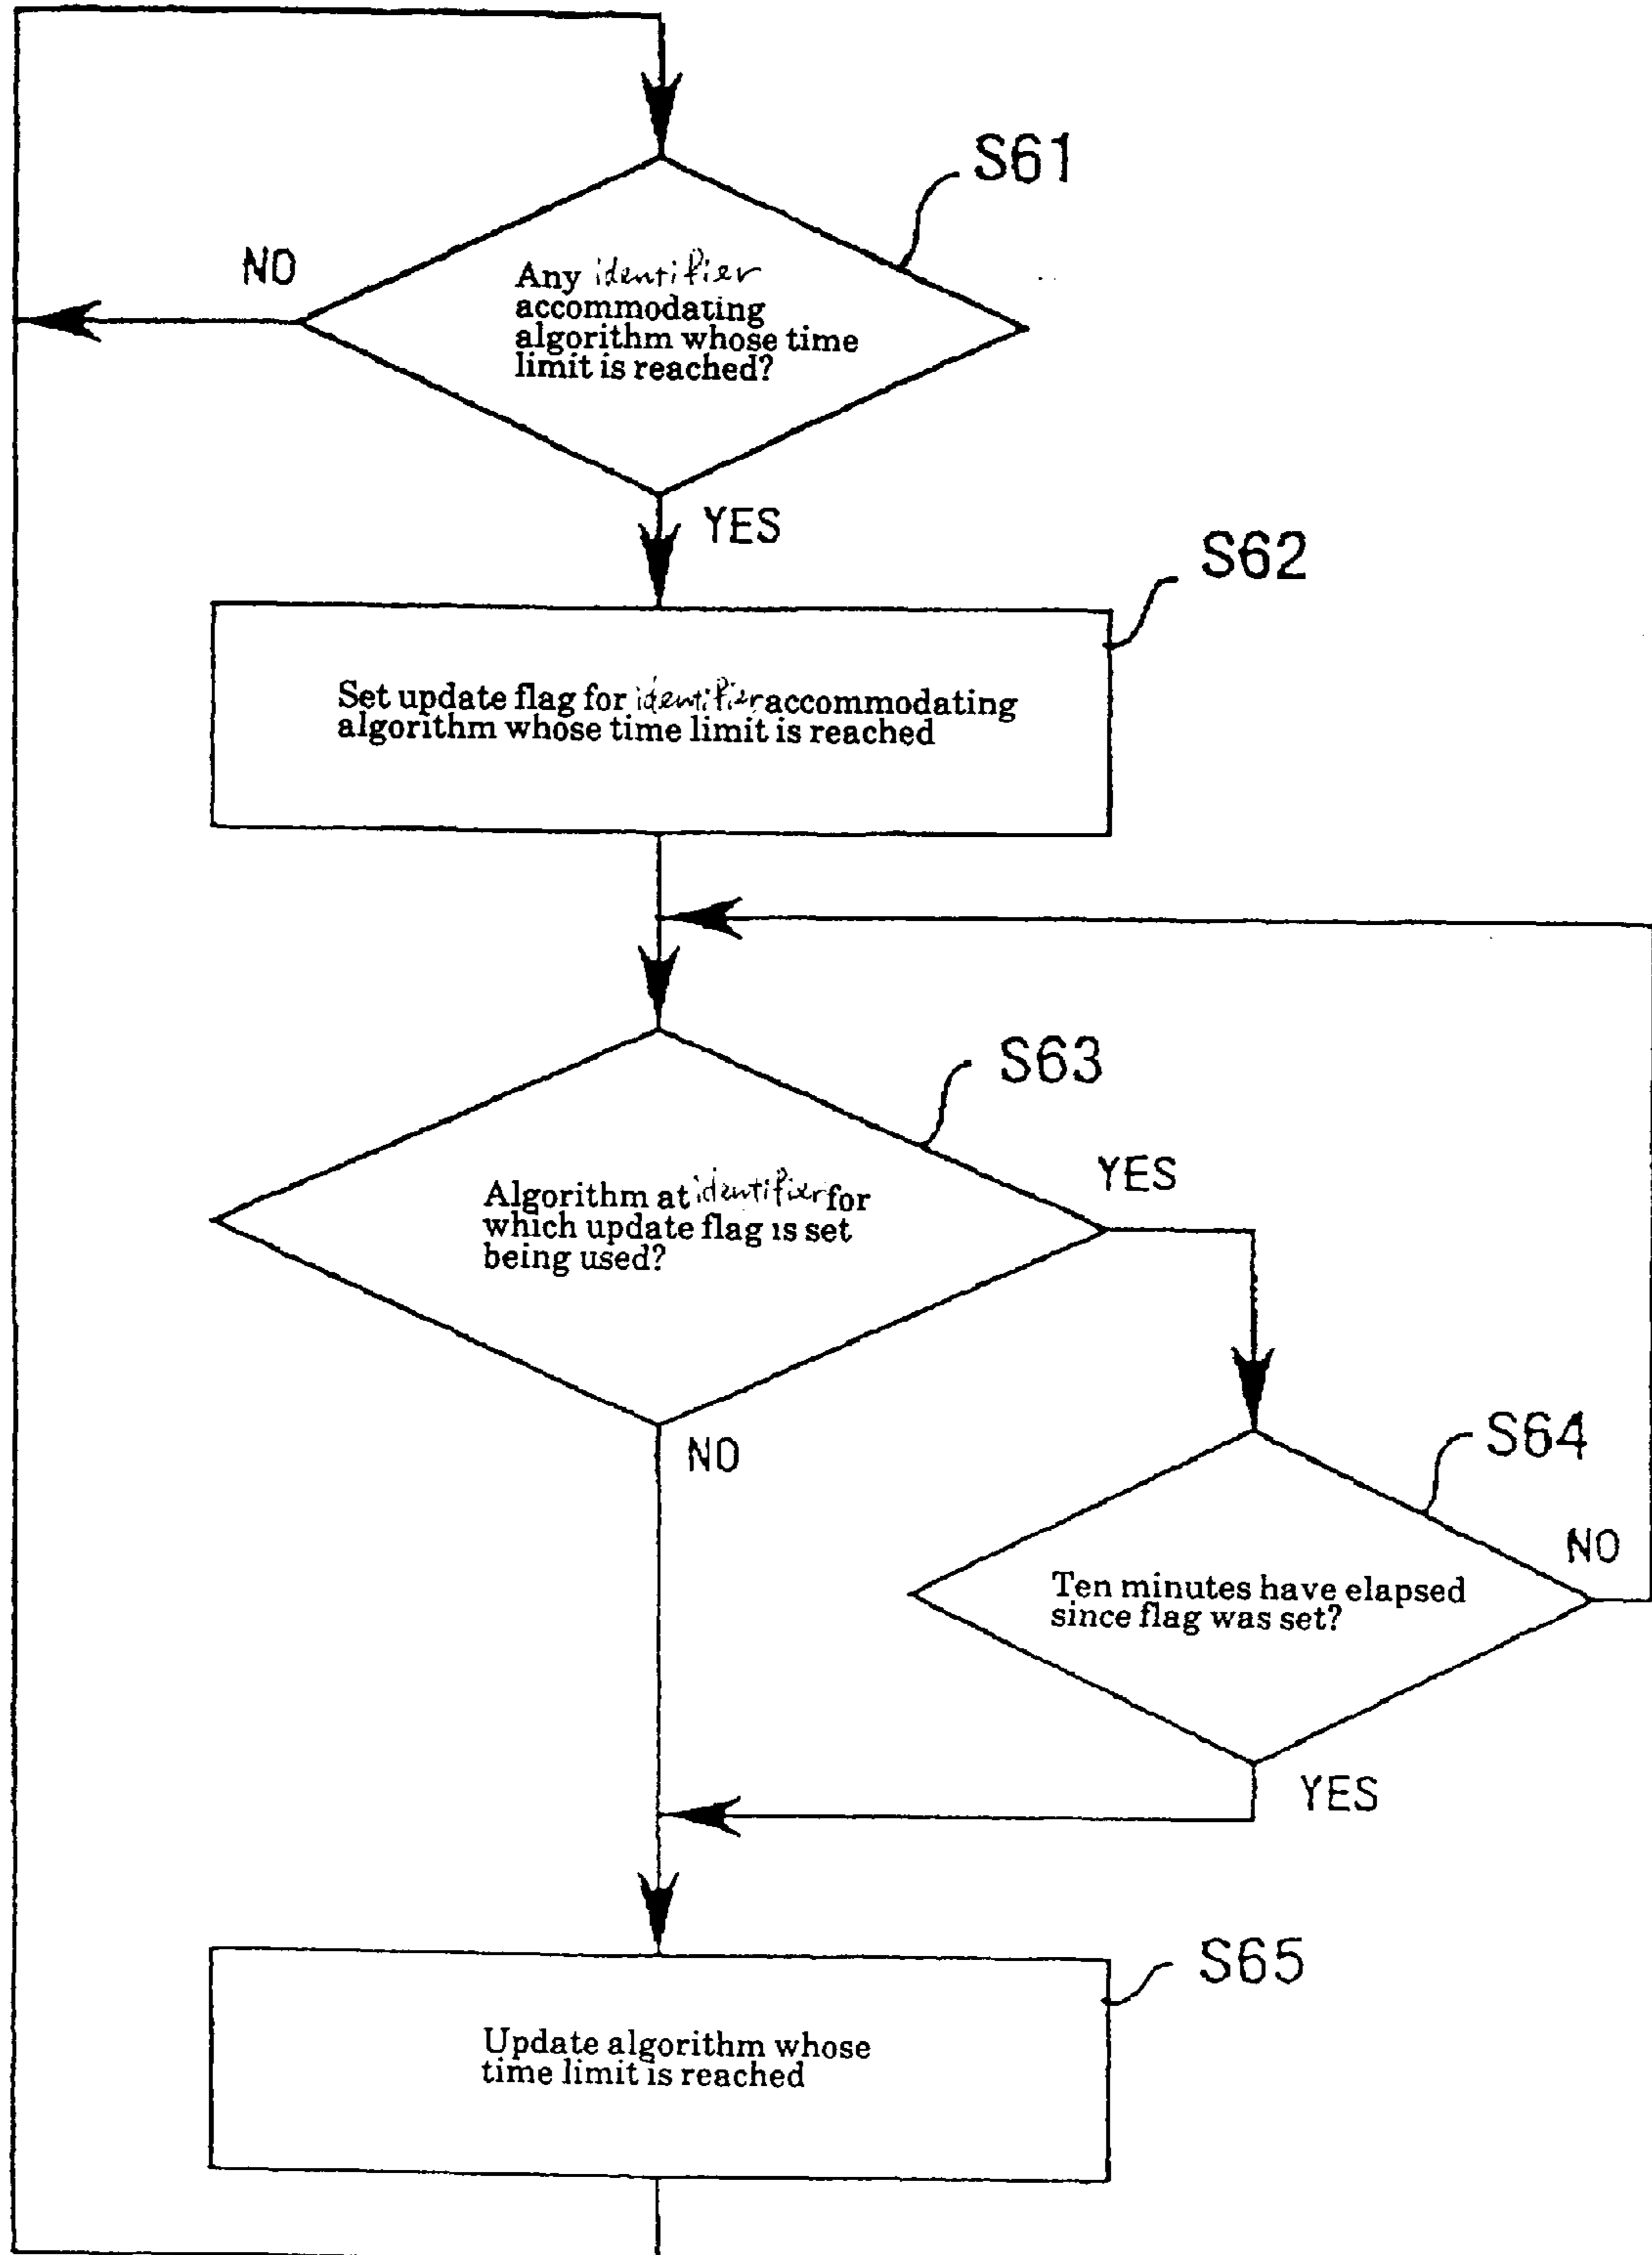 S61
NO
Any identifier
accommodating
algorithm whose time
limit is reached?
YES
S62
Set update flag for identifier accommodating
algorithm whose time limit is reached
S63
YES
Algorithm at identifier for
which update flag is set
being used?
NO
S64
NO
Ten minutes have elapsed
since flag was set?
YES
S65
Update algorithm whose
time limit is reached